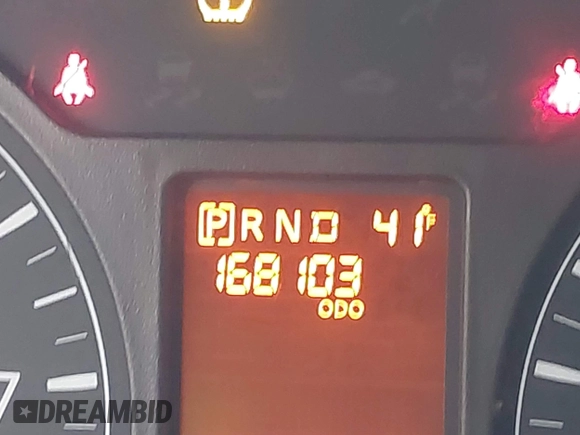 PRND 41°F
168103
ODO
DREAMBID